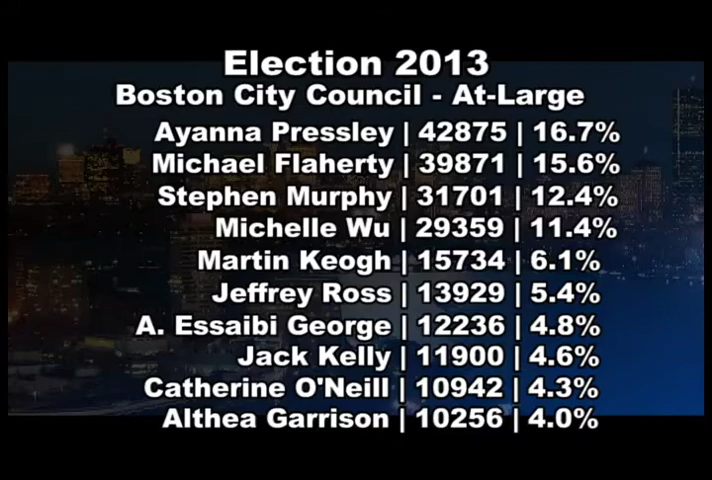 Election 2013
Boston City Council - At-Large
Ayanna Pressley | 42875 | 16.7%
Michael Flaherty | 39871 | 15.6%
Stephen Murphy | 31701 | 12.4%
Michelle Wu | 29359 | 11.4%
Martin Keogh | 15734 | 6.1%
Jeffrey Ross | 13929 | 5.4%
A. Essaibi George | 12236 | 4.8%
Jack Kelly | 11900 | 4.6%
Catherine O'Neill | 10942 | 4.3%
Althea Garrison | 10256 | 4.0%